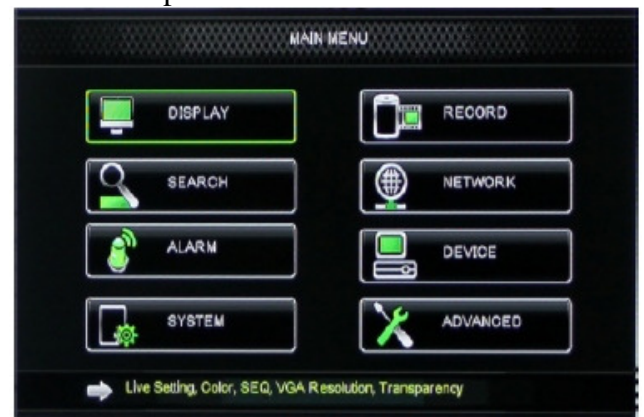 MAIN MENU
DISPLAY
RECORD
SEARCH
NETWORK
ALARM
DEVICE
SYSTEM
ADVANCED
Live Setting, Color, SEQ, VGA Resolution, Transparency